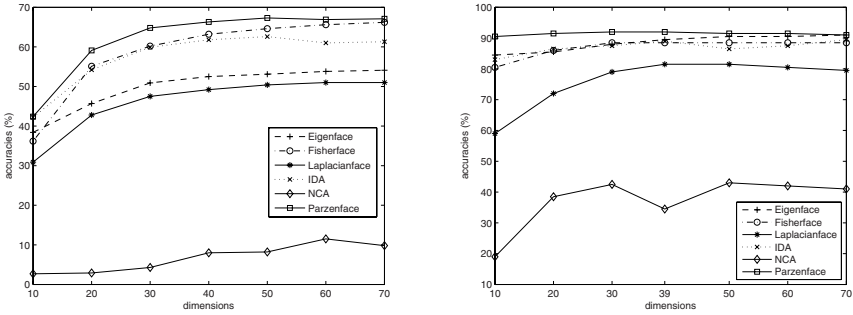 70
60
50
40
30
20
10
0
accuracies (%)
10 20 30 40 50 60 70
dimensions
Eigenface
Fisherface
Laplacianface
IDA
NCA
Parzenface
100
90
80
70
60
50
40
30
20
10
accuracies (%)
10 20 30 39 50 60 70
dimensions
Eigenface
Fisherface
Laplacianface
IDA
NCA
Parzenface